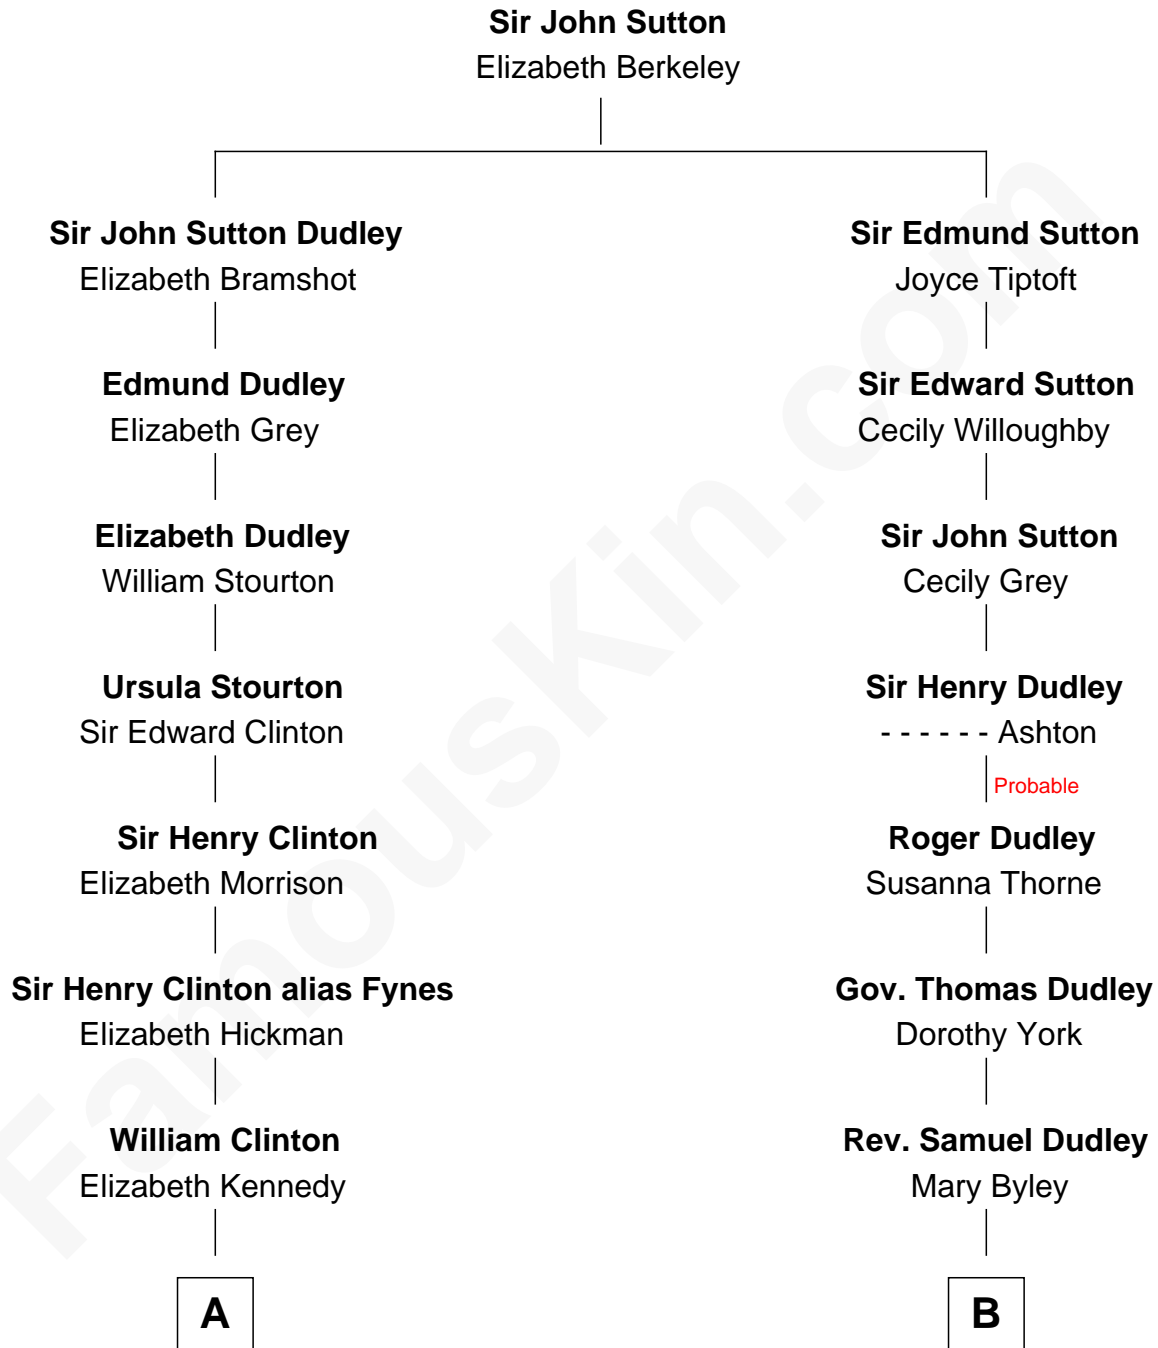 Sir John Sutton
Elizabeth Berkeley
Sir John Sutton Dudley
Elizabeth Bramshot
Edmund Dudley
Elizabeth Grey
Elizabeth Dudley
William Stourton
Ursula Stourton
Sir Edward Clinton
Sir Henry Clinton
Elizabeth Morrison
Sir Henry Clinton alias Fynes
Elizabeth Hickman
William Clinton
Elizabeth Kennedy
A
Sir Edmund Sutton
Joyce Tiptoft
Sir Edward Sutton
Cecily Willoughby
Sir John Sutton
Cecily Grey
Sir Henry Dudley
- - - - - - Ashton
Probable
Roger Dudley
Susanna Thorne
Gov. Thomas Dudley
Dorothy York
Rev. Samuel Dudley
Mary Byley
B
FamousKin.com